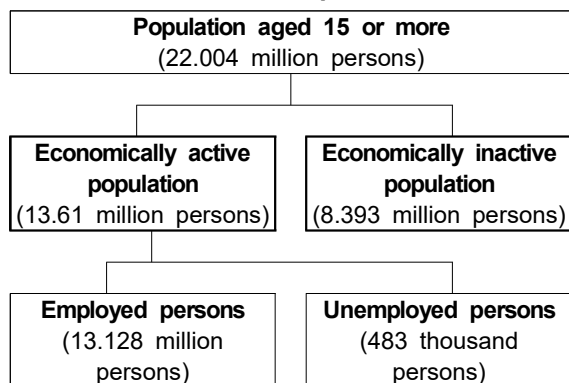 Population aged 15 or more
(22.004 million persons)
Economically active
population
(13.61 million persons)
Economically inactive
population
(8.393 million persons)
Employed persons
(13.128 million
persons)
Unemployed persons
(483 thousand
persons)